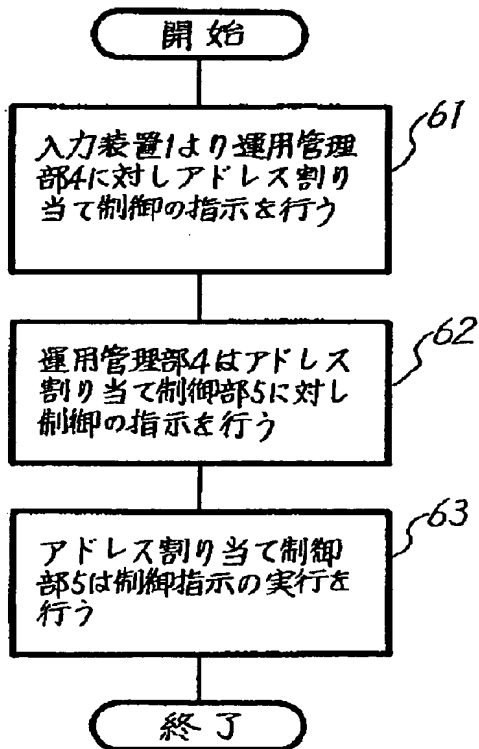 開始
61
入力装置1より運用管理
部4に対しアドレス割り
当て制御の指示を行う
62
運用管理部4はアドレス
割り当て制御部5に対し
制御の指示を行う
63
アドレス割り当て制御
部5は制御指示の実行を
行う
終了